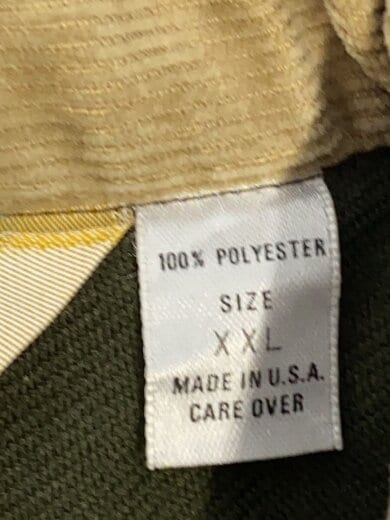 100% POLYESTER
SIZE
XXL
MADE IN U.S.A.
CARE OVER